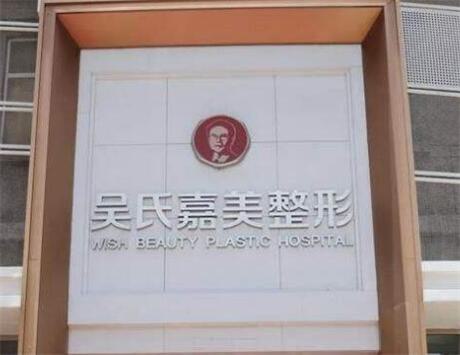 吴氏嘉美整形
WISH BEAUTY PLASTIC HOSPITAL